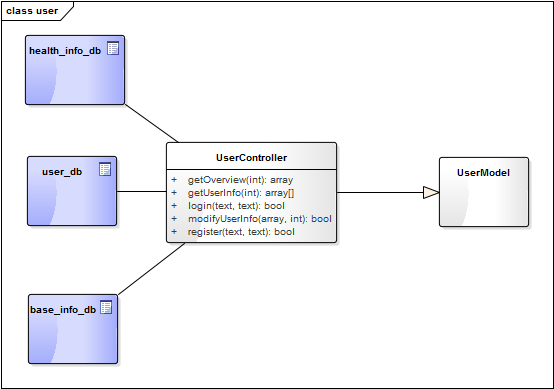 class user
health_info_db
user_db
base_info_db
UserController
+ getOverview(int): array
+ getUserInfo(int): array[]
+ login(text, text): bool
+ modifyUserInfo(array, int): bool
+ register(text, text): bool
UserModel